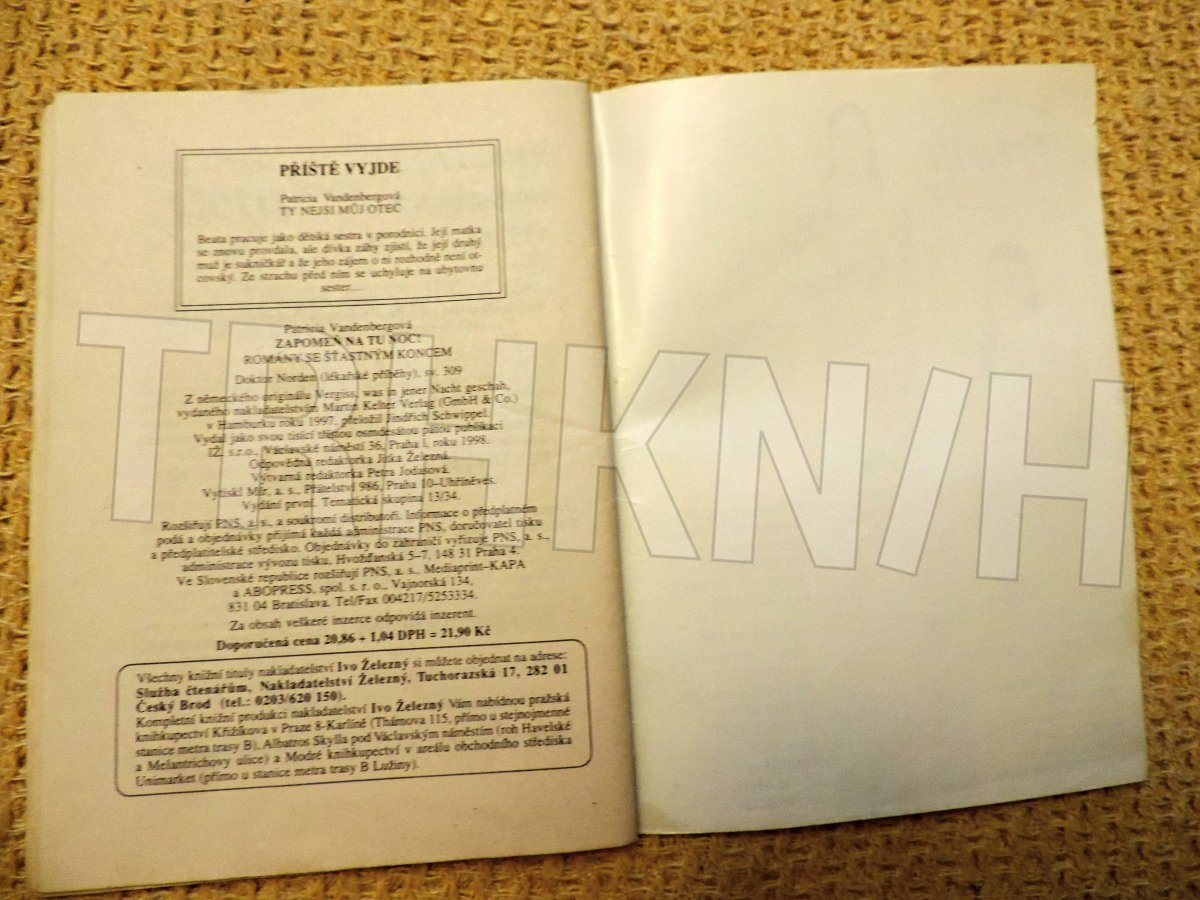 PŘÍŠTĚ VYJDE
Patricia Vandenbergová
TY NEJSI MŮJ OTEC
Beata pracuje jako dětská sestra v porodnici. Její matka
se znovu provdala, ale dívka záhy zjistí, že její druhý
muž je sukničkář a že jeho zájem o ni rozhodně není ot-
covský. Ze strachu před ním se uchyluje na ubytovnu
sester...
Patricia Vandenbergová
ZAPOMEŇ NA TU NOC!
ROMÁNY SE ŠŤASTNÝM KONCEM
Doktor Norden (lékařské příběhy), sv. 309
Z německého originálu Vergiss, was in jener Nacht geschah,
vydaného nakladatelstvím Martin Kelter Verlag (GmbH & Co.)
v Hamburku roku 1997, přeložil Jindřich Schwippel.
Vydal jako svou tisící třístou osmdesátou pátou publikaci
IŽ, s.r.o., Václavské náměstí 36, Praha 1, roku 1998.
Odpovědná redaktorka Jitka Železná.
Výtvarná redaktorka Petra Jodasová.
Vytiskl Mír, a. s., Přátelství 986, Praha 10–Uhříněves.
Vydání první. Tematická skupina 13/34.
Rozšiřují PNS, a. s., a soukromí distributoři. Informace o předplatném
podá a objednávky přijímá každá administrace PNS, doručovatel tisku
a předplatitelské středisko. Objednávky do zahraničí vyřizuje PNS, a. s.,
administrace vývozu tisku, Hvožďanská 5–7, 148 31 Praha 4.
Ve Slovenské republice rozšiřují PNS, a. s., Mediaprint–KAPA
a ABOPRESS, spol. s. r. o., Vajnorská 134,
831 04 Bratislava. Tel/Fax 004217/5253334.
Za obsah veškeré inzerce odpovídá inzerent.
Doporučená cena 20,86 + 1,04 DPH = 21,90 Kč
Všechny knižní tituly nakladatelství Ivo Železný si můžete objednat na adrese:
Služba čtenářům, Nakladatelství Železný, Tuchorazská 17, 282 01
Český Brod (tel.: 0203/620 150).
Kompletní knižní produkci nakladatelství Ivo Železný Vám nabídnou pražská
knihkupectví Křižíkova v Praze 8-Karlíně (Thámova 115, přímo u stejnojmenné
stanice metra trasy B), Albatros Skylla pod Václavským náměstím (roh Havelské
a Melantrichovy ulice) a Modré knihkupectví v areálu obchodního střediska
Unimarket (přímo u stanice metra trasy B Lužiny).